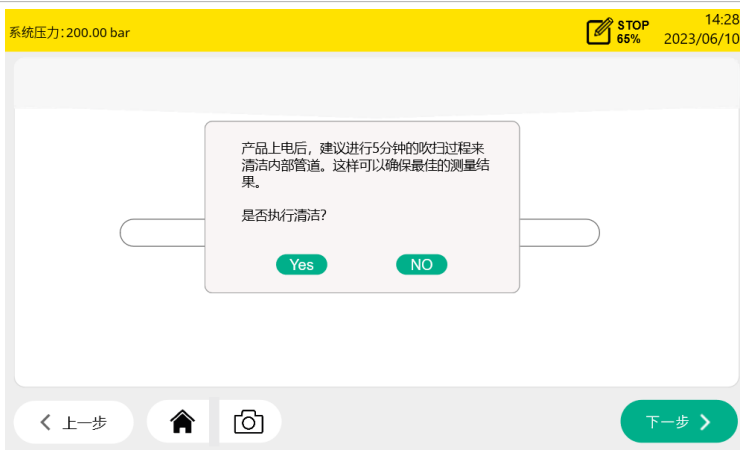 系统压力：200.00 bar
STOP
65%
14:28
2023/06/10
产品上电后，建议进行5分钟的吹扫过程来
清洁内部管道。这样可以确保最佳的测量结
果。
是否执行清洁?
Yes
NO
上一步
下一步